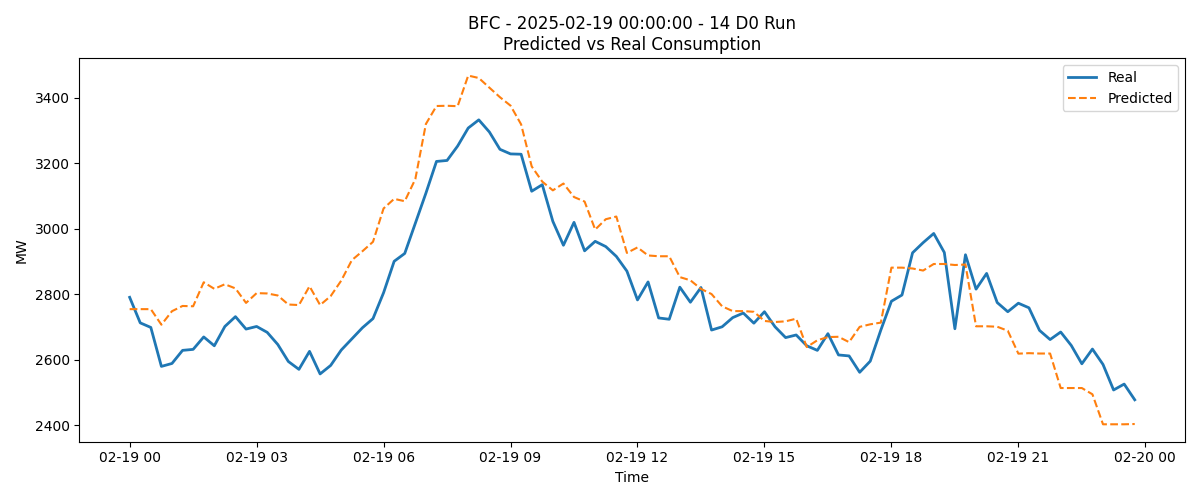 BFC - 2025-02-19 00:00:00 - 14 D0 Run
Predicted vs Real Consumption
Real
Predicted
MW
3400
3200
3000
2800
2600
2400
02-19 00
02-19 03
02-19 06
02-19 09
02-19 12
02-19 15
02-19 18
02-19 21
02-20 00
Time